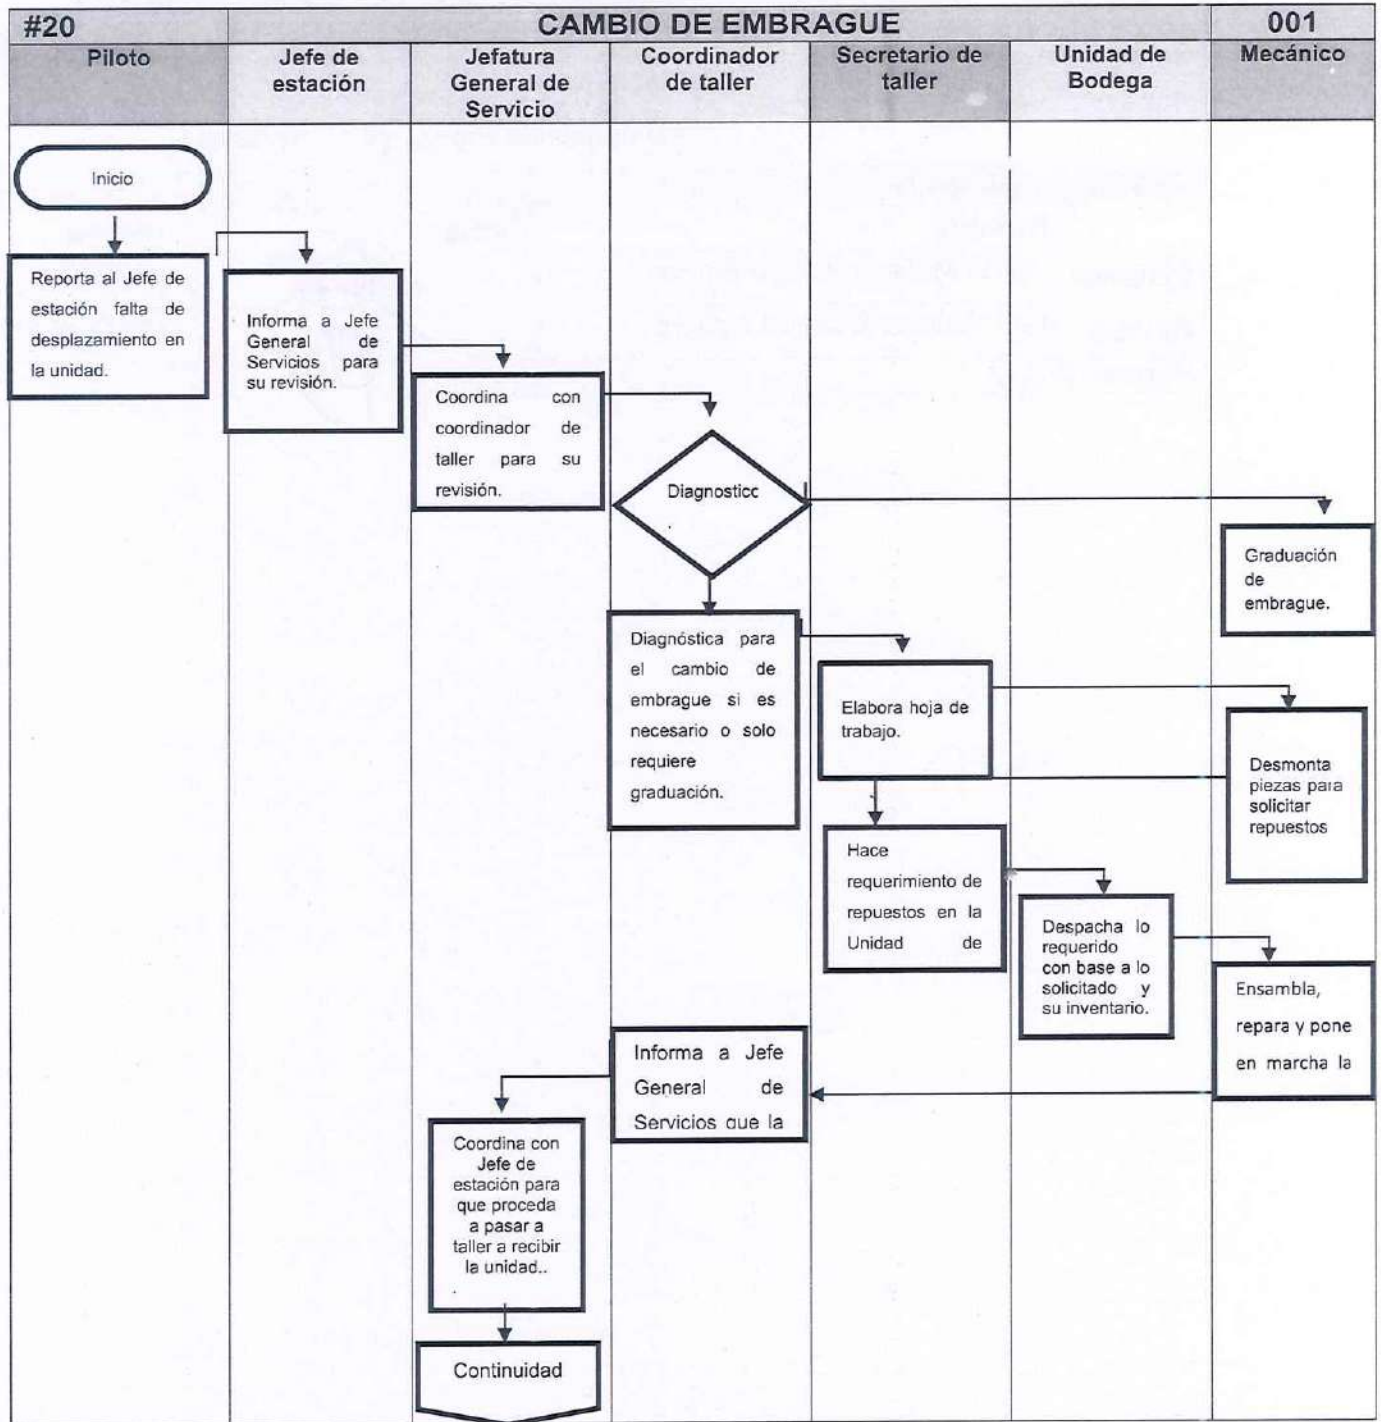 #20 CAMBIO DE EMBRAGUE 001
Piloto
Jefe de
estación
Jefatura
General de
Servicio
Coordinador
de taller
Secretario de
taller
Unidad de
Bodega
Mecánico
Inicio
Reporta al Jefe de
estación falta de
desplazamiento en
la unidad.
Informa a Jefe
General de
Servicios para
su revisión.
Coordina con
coordinador de
taller para su
revisión.
Diagnostico
Graduación
de
embrague.
Diagnóstica para
el cambio de
embrague si es
necesario o solo
requiere
graduación.
Elabora hoja de
trabajo.
Desmonta
piezas para
solicitar
repuestos
Hace
requerimiento de
repuestos en la
Unidad de
Despacha lo
requerido
con base a lo
solicitado y
su inventario.
Ensambla,
repara y pone
en marcha la
Informa a Jefe
General de
Servicios que la
Coordina con
Jefe de
estación para
que proceda
a pasar a
taller a recibir
la unidad..
Continuidad